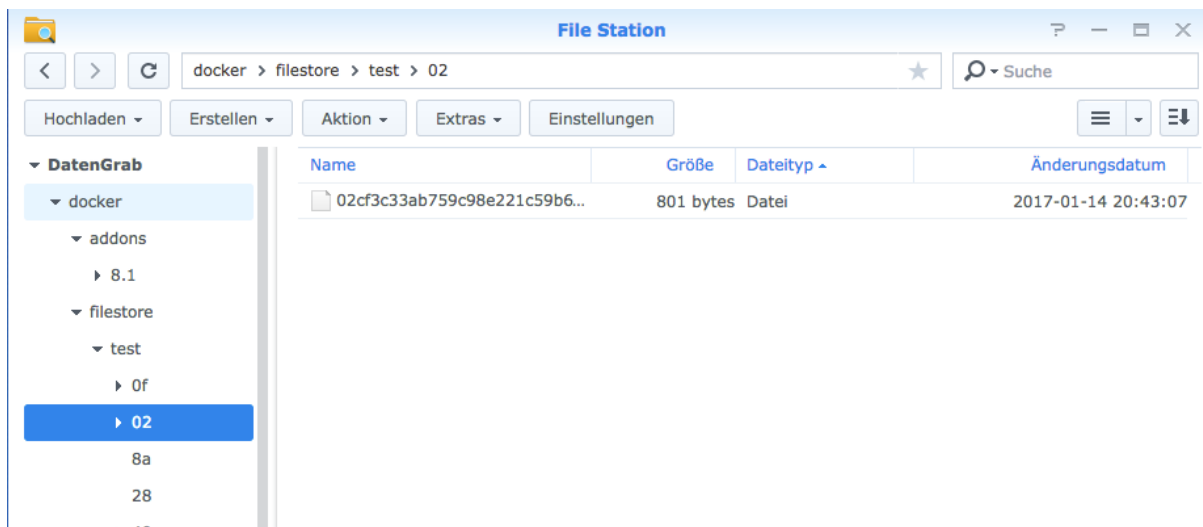 File Station
docker > filestore > test > 02
Suche
Hochladen Erstellen Aktion Extras Einstellungen
DatenGrab
docker
addons
8.1
filestore
test
0f
02
8a
28
Name Größe Dateityp Änderungsdatum
02cf3c33ab759c98e221c59b6... 801 bytes Datei 2017-01-14 20:43:07